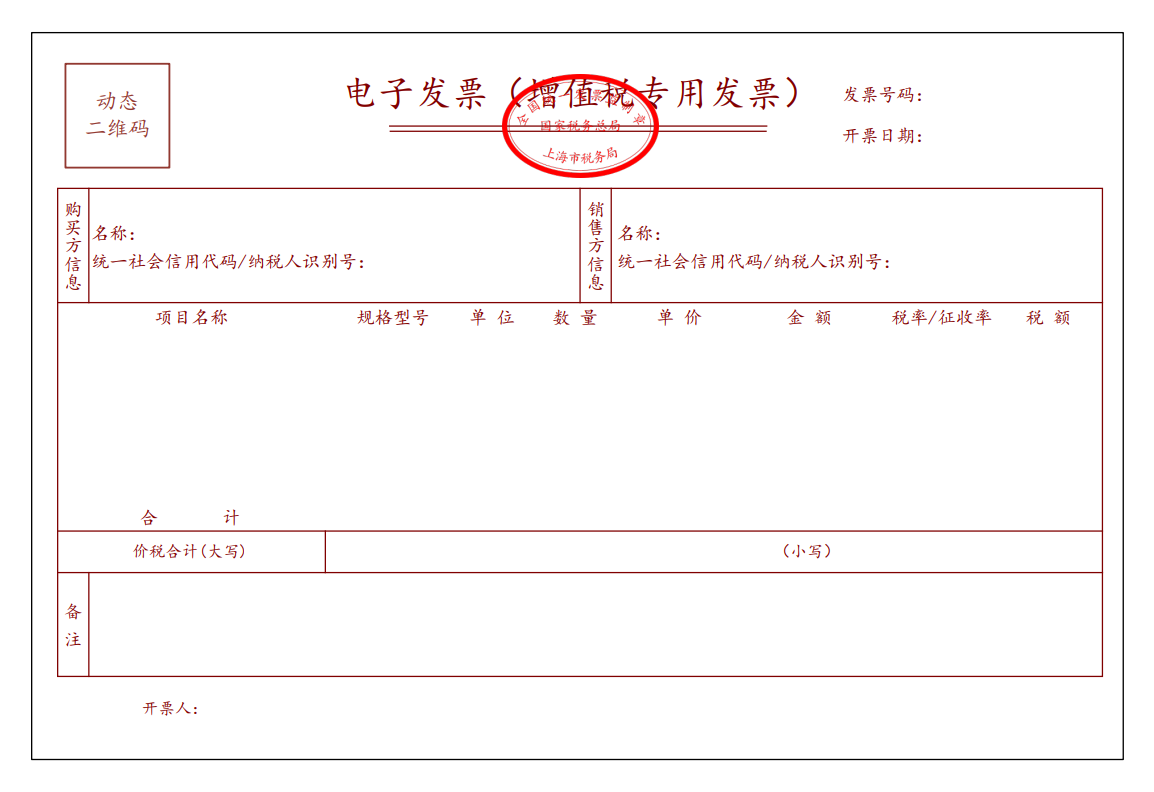 动态
二维码
电子发票（增值税专用发票）
全国统一发票监制章
国家税务总局
上海市税务局
发票号码：
开票日期：
购买方信息
名称：
统一社会信用代码/纳税人识别号：
销售方信息
名称：
统一社会信用代码/纳税人识别号：
项目名称 规格型号 单 位 数 量 单 价 金 额 税率/征收率 税 额
合 计
价税合计(大写) （小写）
备注
开票人：